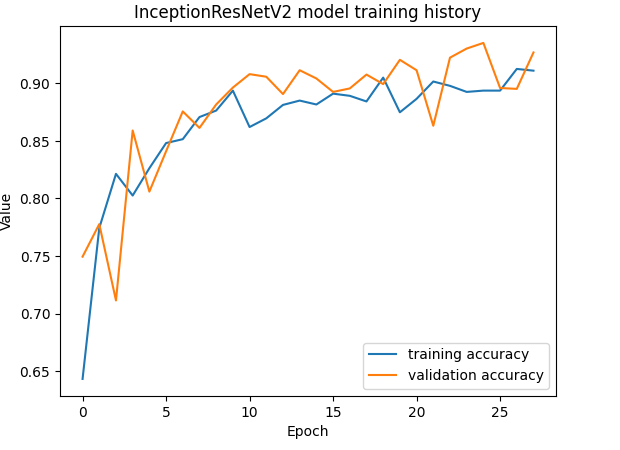 InceptionResNetV2 model training history
Value
0.90
0.85
0.80
0.75
0.70
0.65
0 5 10 15 20 25
Epoch
training accuracy
validation accuracy